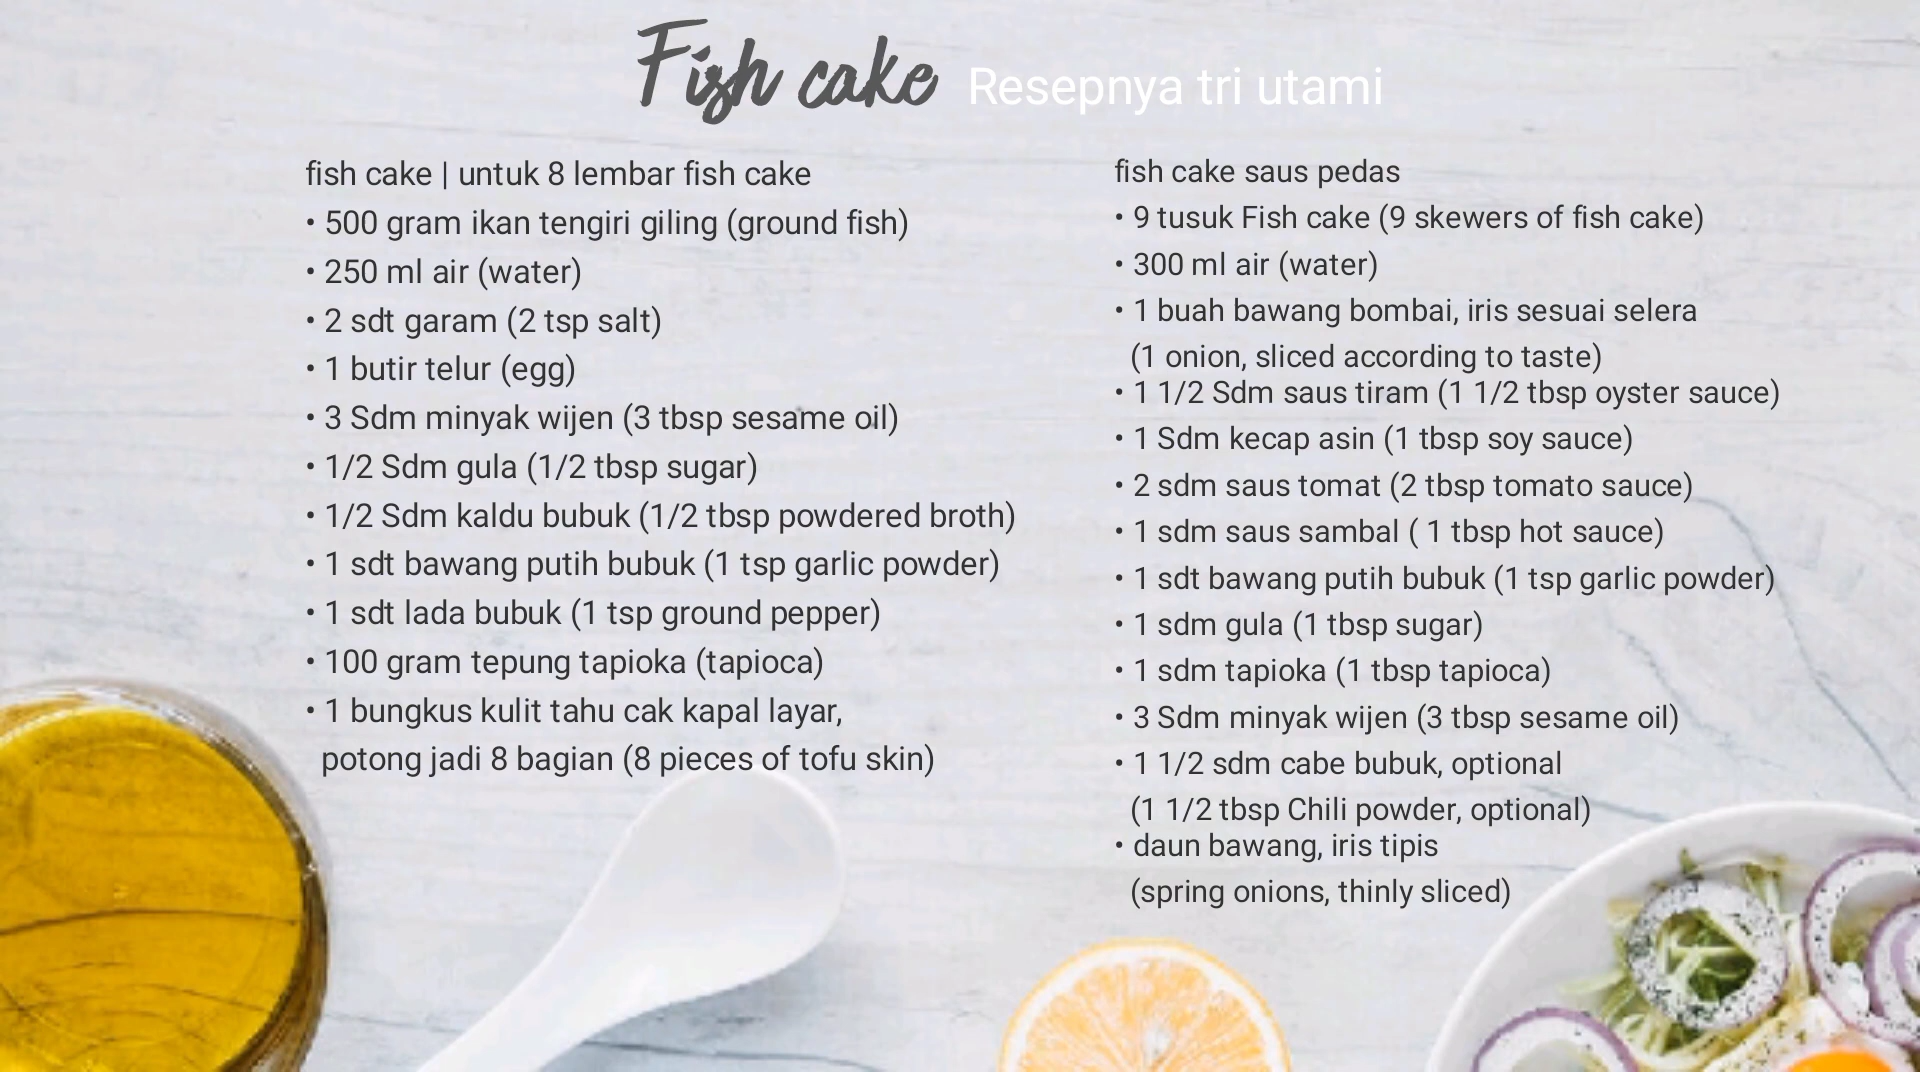 Fish cake Resepnya tri utami
fish cake | untuk 8 lembar fish cake
• 500 gram ikan tengiri giling (ground fish)
• 250 ml air (water)
• 2 sdt garam (2 tsp salt)
• 1 butir telur (egg)
• 3 Sdm minyak wijen (3 tbsp sesame oil)
• 1/2 Sdm gula (1/2 tbsp sugar)
• 1/2 Sdm kaldu bubuk (1/2 tbsp powdered broth)
• 1 sdt bawang putih bubuk (1 tsp garlic powder)
• 1 sdt lada bubuk (1 tsp ground pepper)
• 100 gram tepung tapioka (tapioca)
• 1 bungkus kulit tahu cak kapal layar,
potong jadi 8 bagian (8 pieces of tofu skin)
fish cake saus pedas
• 9 tusuk Fish cake (9 skewers of fish cake)
• 300 ml air (water)
• 1 buah bawang bombai, iris sesuai selera
(1 onion, sliced according to taste)
• 1 1/2 Sdm saus tiram (1 1/2 tbsp oyster sauce)
• 1 Sdm kecap asin (1 tbsp soy sauce)
• 2 sdm saus tomat (2 tbsp tomato sauce)
• 1 sdm saus sambal ( 1 tbsp hot sauce)
• 1 sdt bawang putih bubuk (1 tsp garlic powder)
• 1 sdm gula (1 tbsp sugar)
• 1 sdm tapioka (1 tbsp tapioca)
• 3 Sdm minyak wijen (3 tbsp sesame oil)
• 1 1/2 sdm cabe bubuk, optional
(1 1/2 tbsp Chili powder, optional)
• daun bawang, iris tipis
(spring onions, thinly sliced)